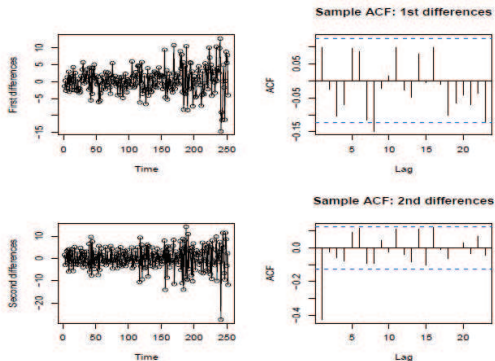 Sample ACF: 1st differences
First differences
10
5
0
-5
-15
0 50 100 150 200 250
Time
ACF
0.05
-0.05
-0.15
5 10 15 20
Lag
Sample ACF: 2nd differences
Second differences
10
0
-10
-20
0 50 100 150 200 250
Time
ACF
0.0
-0.2
-0.4
5 10 15 20
Lag